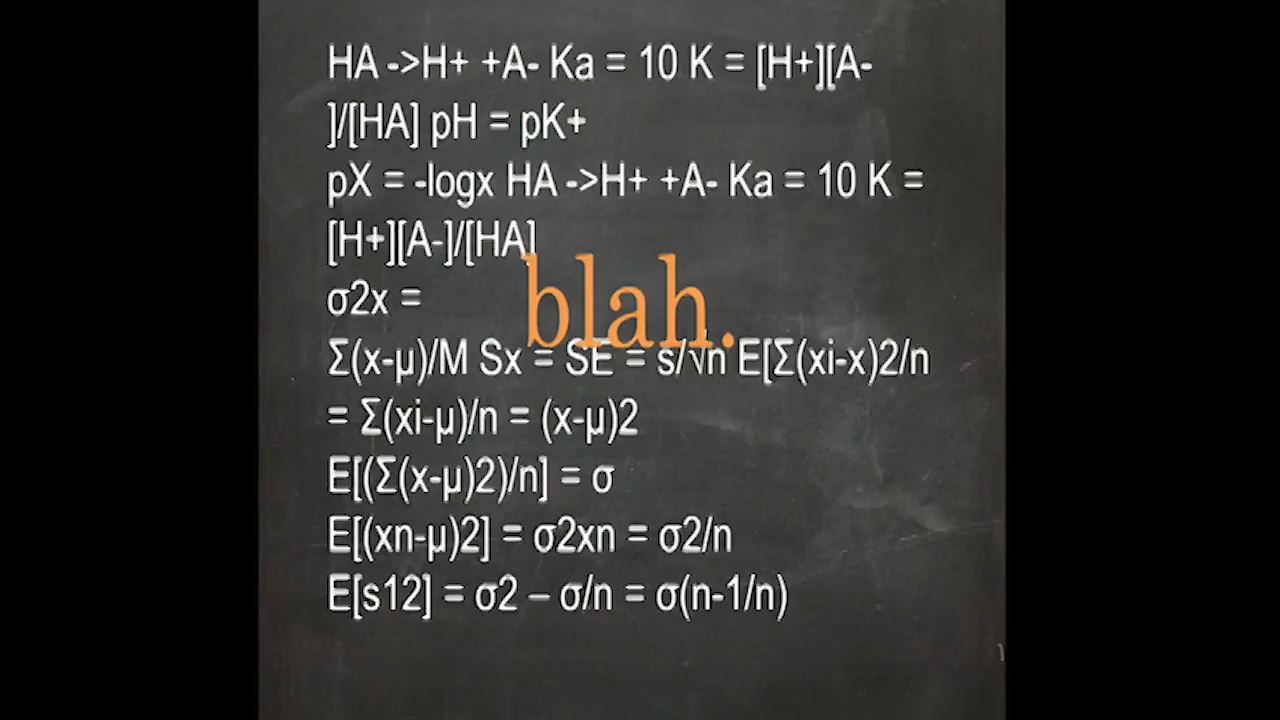 HA ->H+ +A- Ka = 10 K = [H+][A-
]/[HA] pH = pK+
pX = -logx HA ->H+ +A- Ka = 10 K =
[H+][A-]/[HA]
blah.
σ2x =
Σ(x-μ)/M Sx = SE = s/√n E[Σ(xi-x)2/n
= Σ(xi-μ)/n = (x-μ)2
E[(Σ(x-μ)2)/n] = σ
E[(xn-μ)2] = σ2xn = σ2/n
E[s12] = σ2 – σ/n = σ(n-1/n)